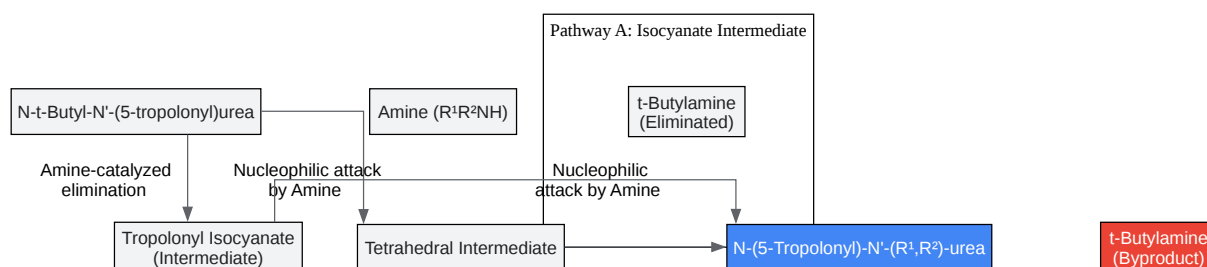 Pathway A: Isocyanate Intermediate
N-t-Butyl-N'-(5-tropolonyl)urea
Amine (R¹R²NH)
t-Butylamine
(Eliminated)
Amine-catalyzed
elimination
Nucleophilic attack
by Amine
Nucleophilic
attack by Amine
Tropolonyl Isocyanate
(Intermediate)
Tetrahedral Intermediate
N-(5-Tropolonyl)-N'-(R¹,R²)-urea
t-Butylamine
(Byproduct)